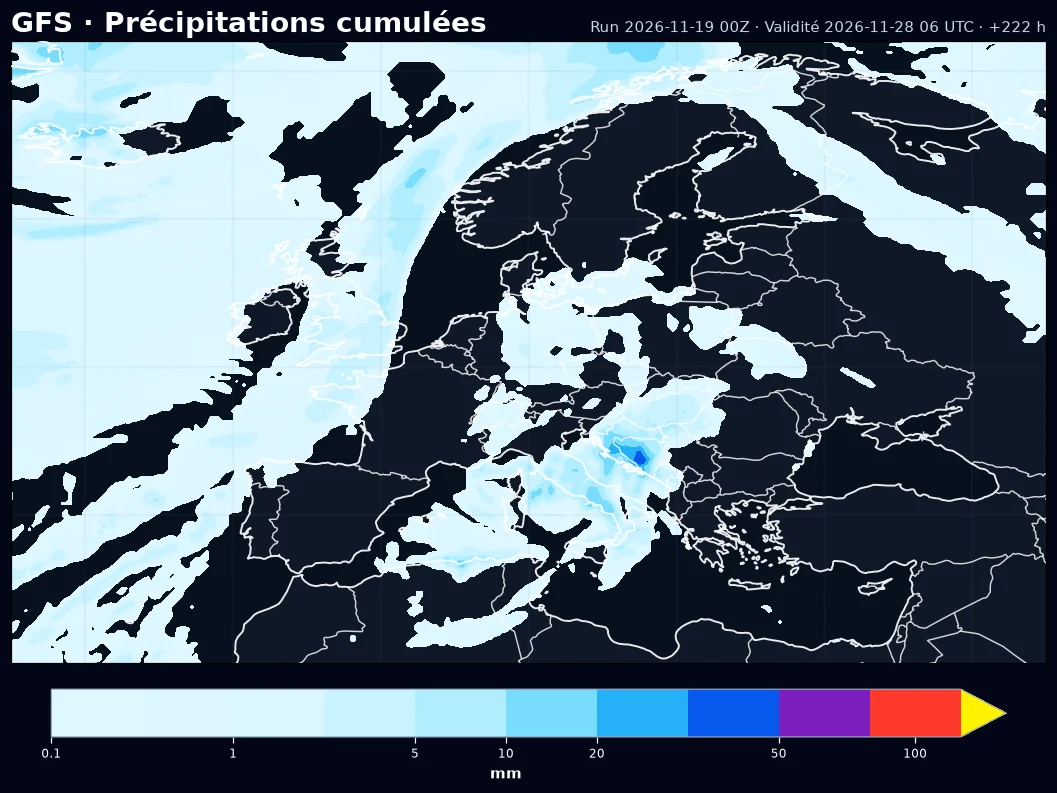 GFS · Précipitations cumulées
Run 2026-11-19 00Z · Validité 2026-11-28 06 UTC · +222 h
0.1 1 5 10 20 50 100
mm